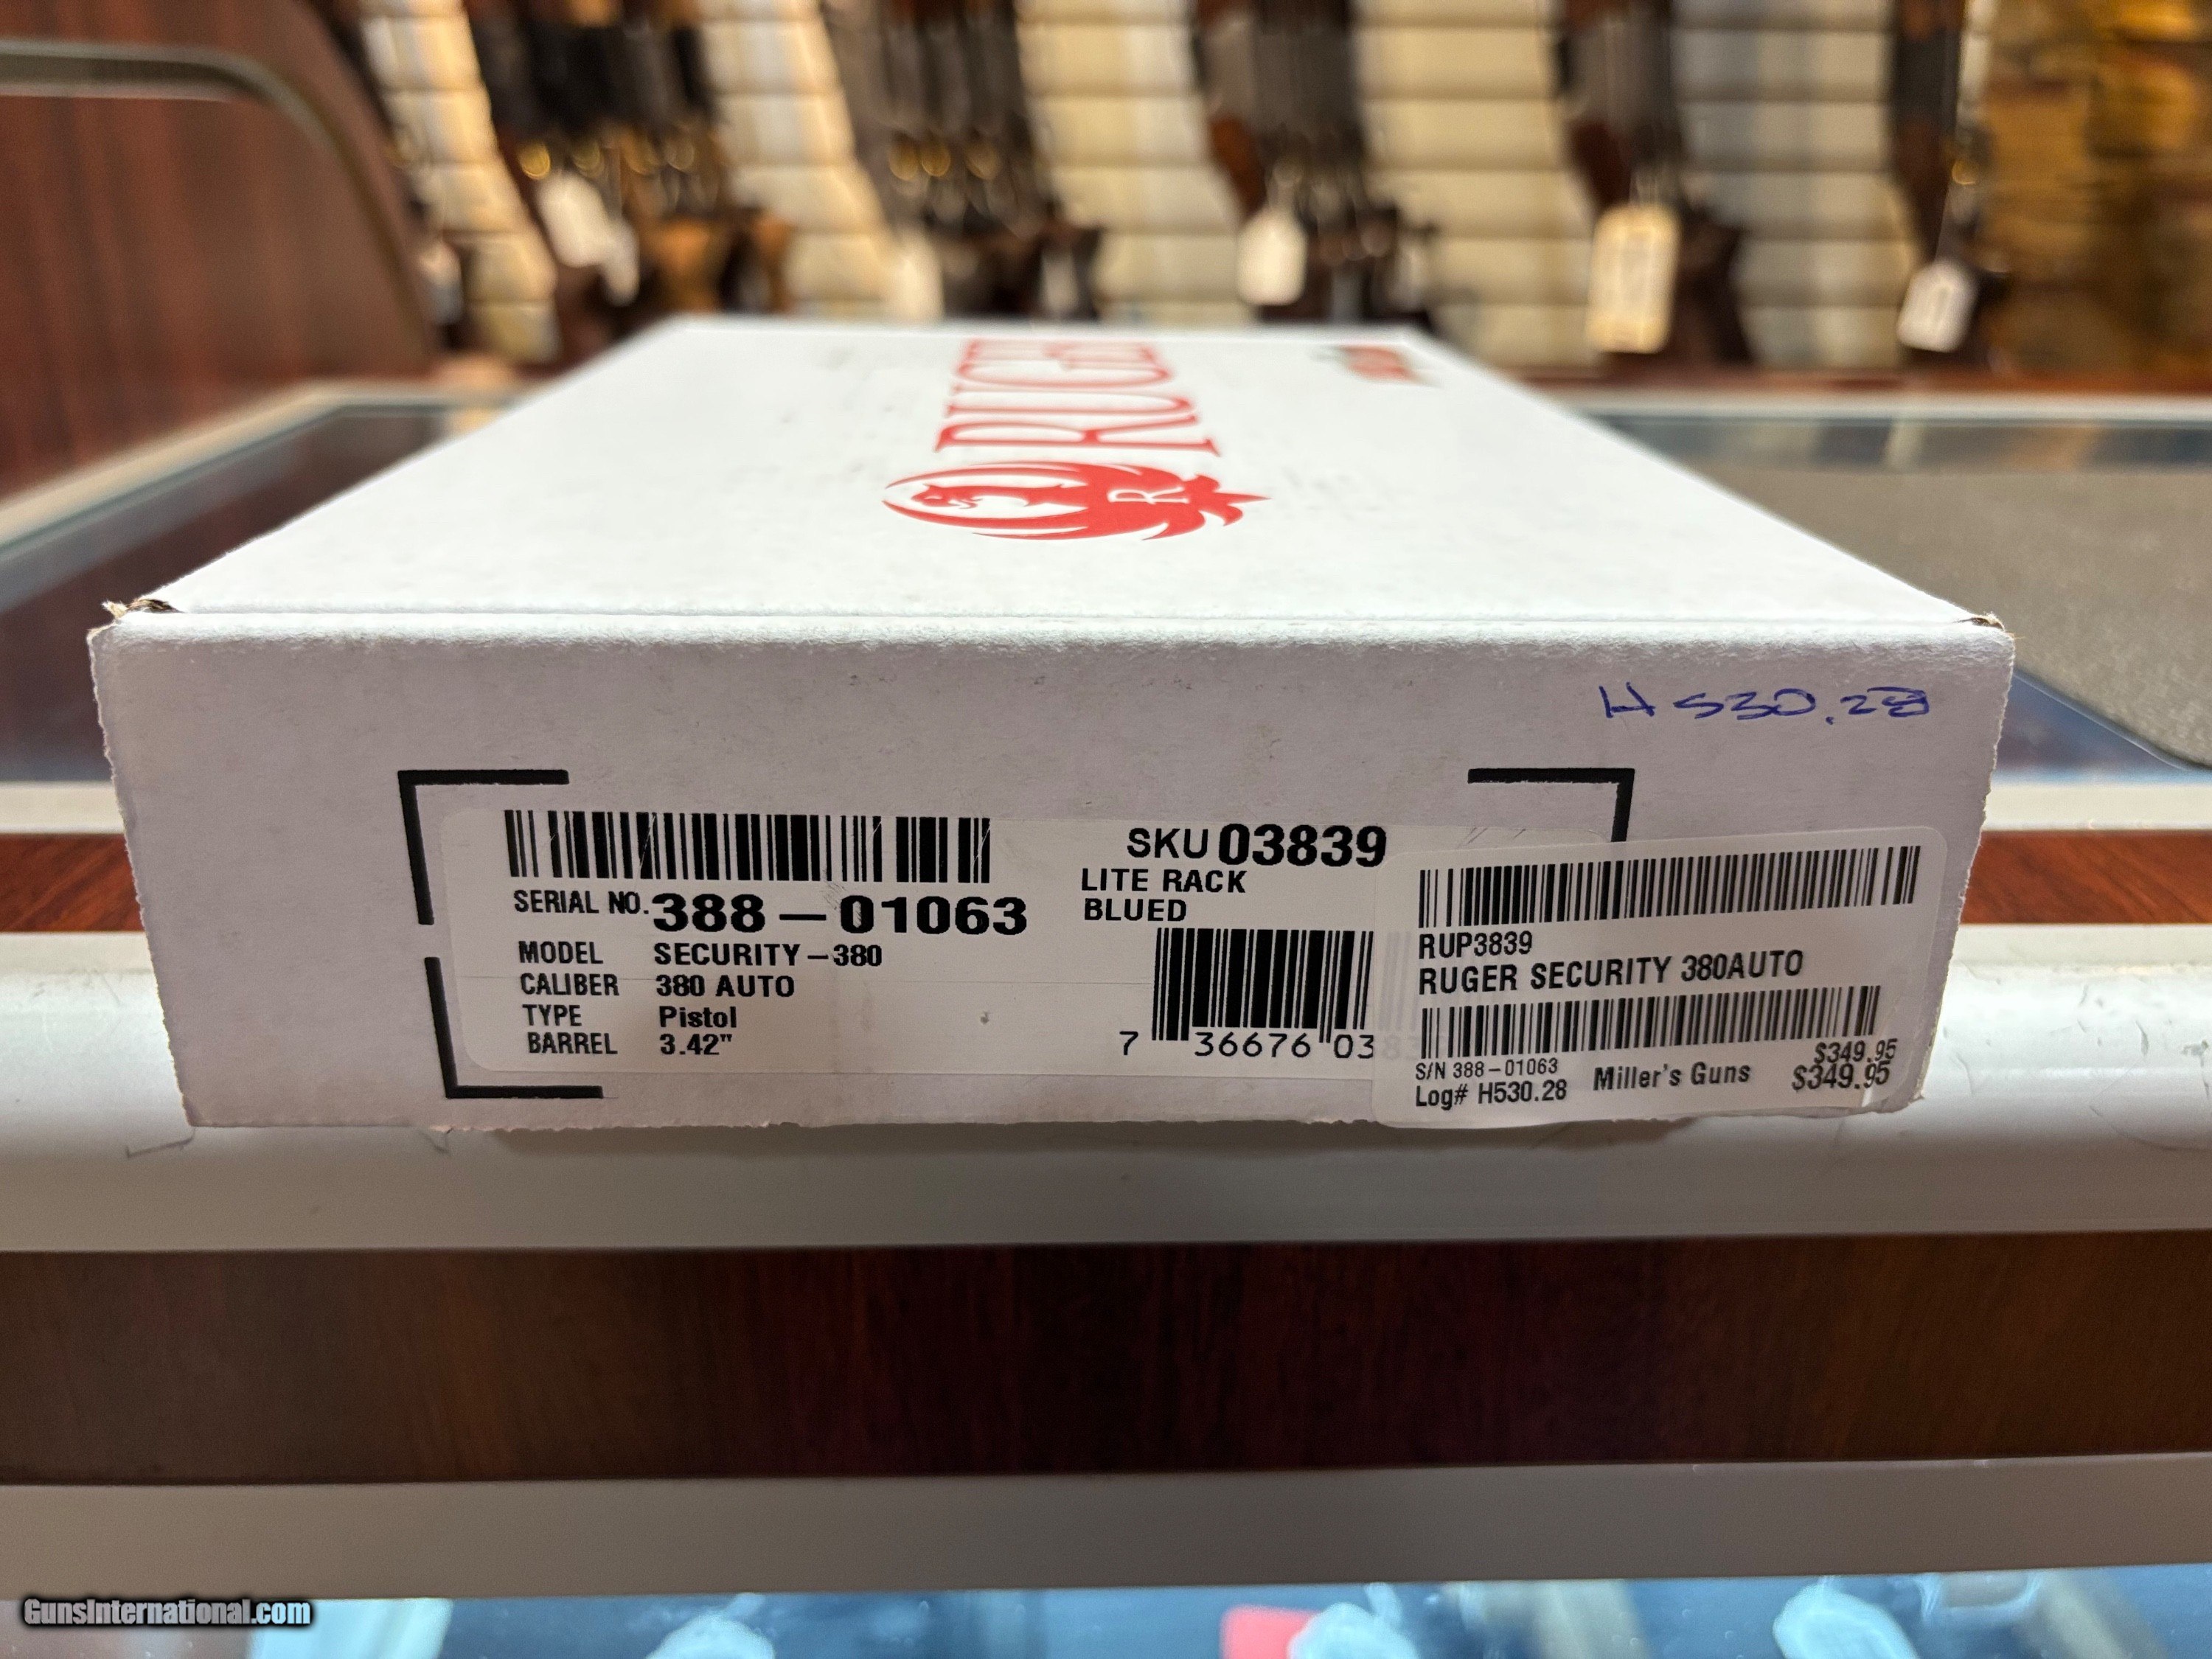 RUGER
R
H 530.28
SKU 03839
LITE RACK
BLUED
SERIAL NO. 388-01063
MODEL SECURITY-380
CALIBER 380 AUTO
TYPE Pistol
BARREL 3.42"
7 36676 03
RUP3839
RUGER SECURITY 380AUTO
$349.95
S/N 388-01063
Log# H530.28 Miller's Guns $349.95
GunsInternational.com